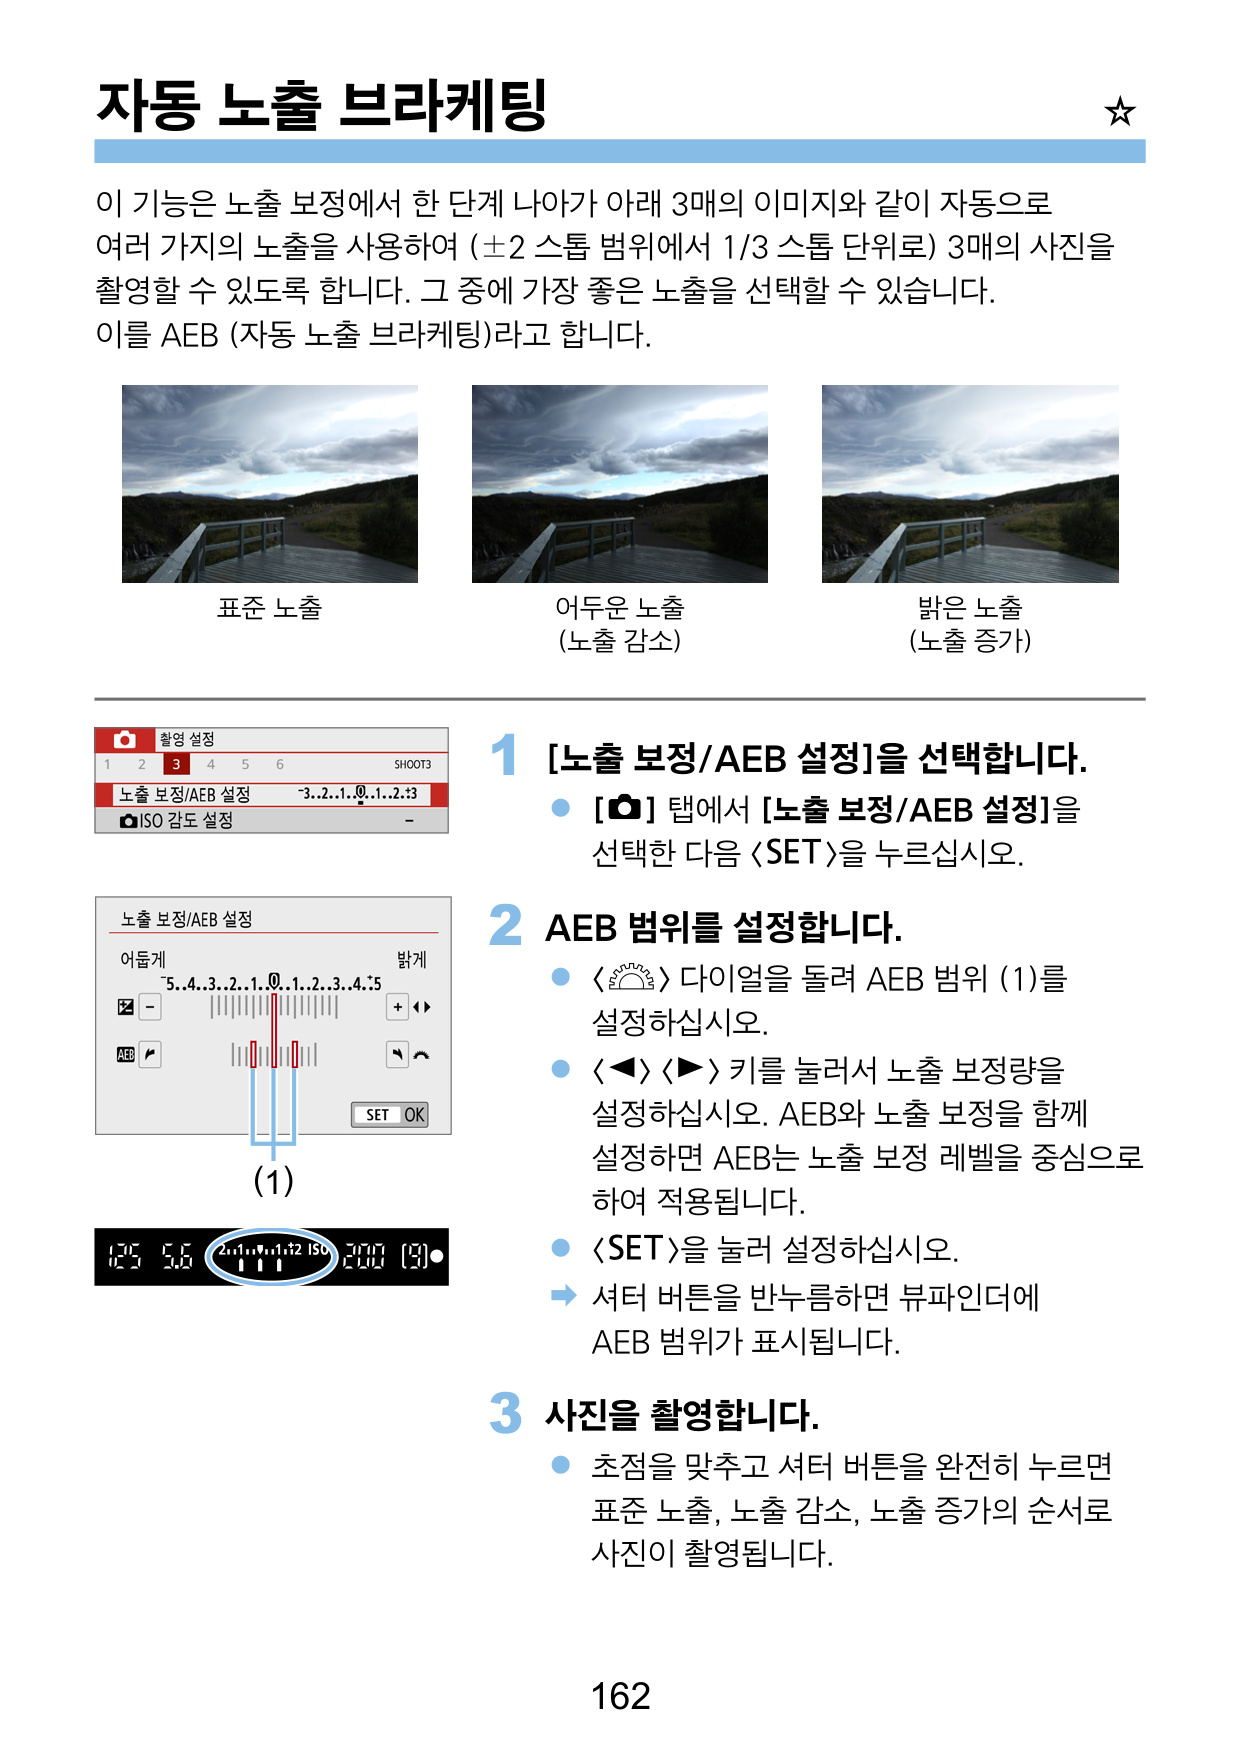 자동 노출 브라케팅 ☆
이 기능은 노출 보정에서 한 단계 나아가 아래 3매의 이미지와 같이 자동으로
여러 가지의 노출을 사용하여 (±2 스톱 범위에서 1/3 스톱 단위로) 3매의 사진을
촬영할 수 있도록 합니다. 그 중에 가장 좋은 노출을 선택할 수 있습니다.
이를 AEB (자동 노출 브라케팅)라고 합니다.
표준 노출
어두운 노출
(노출 감소)
밝은 노출
(노출 증가)
촬영 설정
1 2 3 4 5 6 SHOOT3
노출 보정/AEB 설정 -3..2..1..0..1..2.:+3
ISO 감도 설정 –
1 [노출 보정/AEB 설정]을 선택합니다.
● [📷] 탭에서 [노출 보정/AEB 설정]을
선택한 다음 <SET>을 누르십시오.
노출 보정/AEB 설정
어둡게 밝게
-5..4..3..2..1..0..1..2..3..4.:+5
− +
AEB
SET OK
(1)
125 5.6 2..1..▼..1.:+2 ISO 200 [9]●
2 AEB 범위를 설정합니다.
● < > 다이얼을 돌려 AEB 범위 (1)를
설정하십시오.
● <◀> <▶> 키를 눌러서 노출 보정량을
설정하십시오. AEB와 노출 보정을 함께
설정하면 AEB는 노출 보정 레벨을 중심으로
하여 적용됩니다.
● <SET>을 눌러 설정하십시오.
➡ 셔터 버튼을 반누름하면 뷰파인더에
AEB 범위가 표시됩니다.
3 사진을 촬영합니다.
● 초점을 맞추고 셔터 버튼을 완전히 누르면
표준 노출, 노출 감소, 노출 증가의 순서로
사진이 촬영됩니다.
162